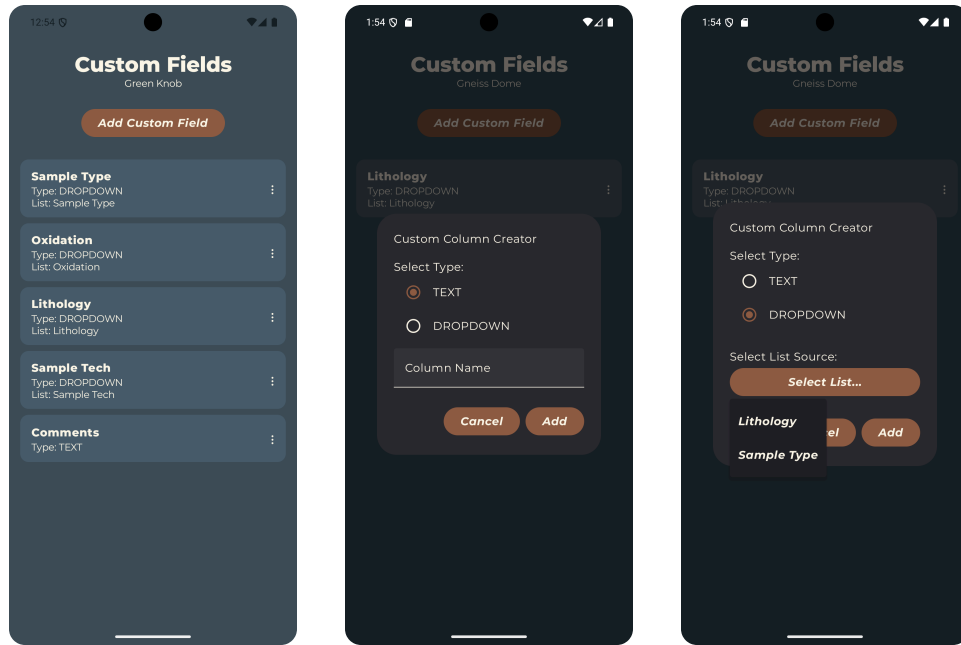 12:54
Custom Fields
Green Knob
Add Custom Field
Sample Type
Type: DROPDOWN
List: Sample Type
Oxidation
Type: DROPDOWN
List: Oxidation
Lithology
Type: DROPDOWN
List: Lithology
Sample Tech
Type: DROPDOWN
List: Sample Tech
Comments
Type: TEXT
1:54
Custom Fields
Gneiss Dome
Add Custom Field
Lithology
Type: DROPDOWN
List: Lithology
Custom Column Creator
Select Type:
TEXT
DROPDOWN
Column Name
Cancel Add
1:54
Custom Fields
Gneiss Dome
Add Custom Field
Lithology
Type: DROPDOWN
List: Lithology
Custom Column Creator
Select Type:
TEXT
DROPDOWN
Select List Source:
Select List...
Lithology
el Add
Sample Type